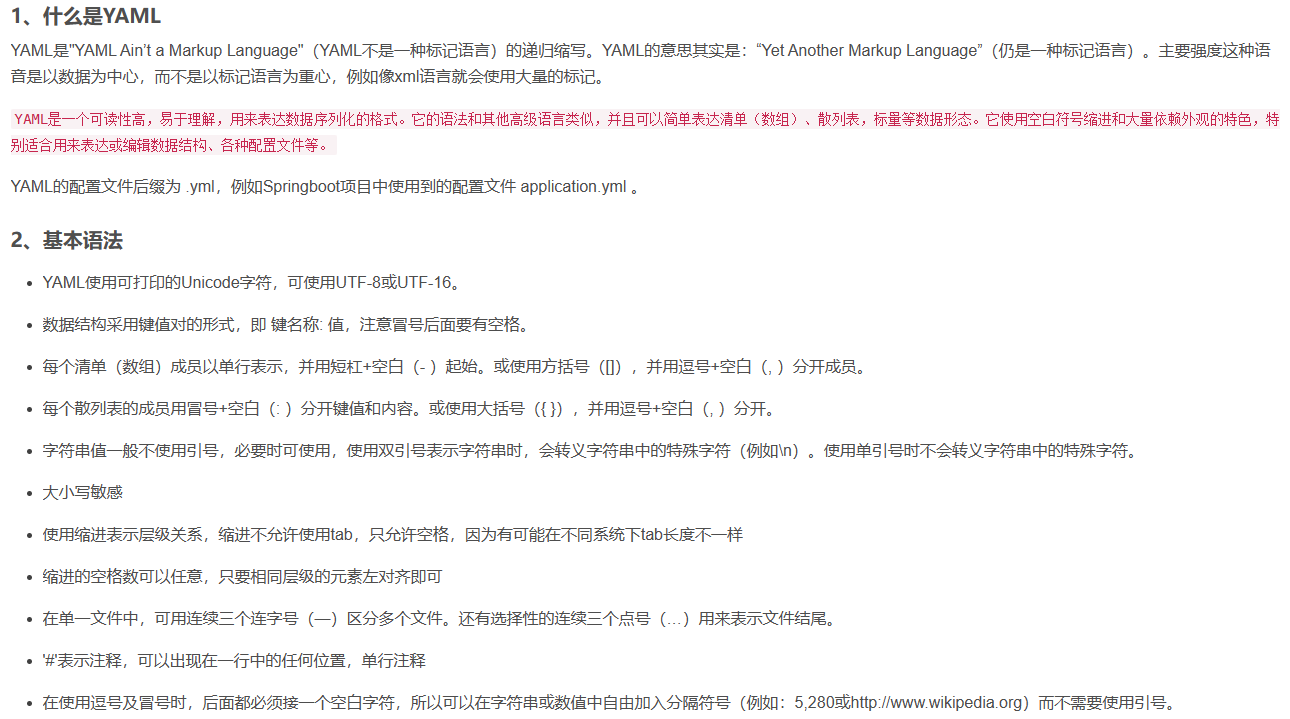 1、什么是YAML
YAML是"YAML Ain’t a Markup Language"（YAML不是一种标记语言）的递归缩写。YAML的意思其实是：“Yet Another Markup Language”（仍是一种标记语言）。主要强度这种语
音是以数据为中心，而不是以标记语言为重心，例如像xml语言就会使用大量的标记。
YAML是一个可读性高，易于理解，用来表达数据序列化的格式。它的语法和其他高级语言类似，并且可以简单表达清单（数组）、散列表，标量等数据形态。它使用空白符号缩进和大量依赖外观的特色，特
别适合用来表达或编辑数据结构、各种配置文件等。
YAML的配置文件后缀为 .yml，例如Springboot项目中使用到的配置文件 application.yml 。
2、基本语法
• YAML使用可打印的Unicode字符，可使用UTF-8或UTF-16。
• 数据结构采用键值对的形式，即 键名称: 值，注意冒号后面要有空格。
• 每个清单（数组）成员以单行表示，并用短杠+空白（- ）起始。或使用方括号（[]），并用逗号+空白（, ）分开成员。
• 每个散列表的成员用冒号+空白（: ）分开键值和内容。或使用大括号（{ }），并用逗号+空白（, ）分开。
• 字符串值一般不使用引号，必要时可使用，使用双引号表示字符串时，会转义字符串中的特殊字符（例如\n）。使用单引号时不会转义字符串中的特殊字符。
• 大小写敏感
• 使用缩进表示层级关系，缩进不允许使用tab，只允许空格，因为有可能在不同系统下tab长度不一样
• 缩进的空格数可以任意，只要相同层级的元素左对齐即可
• 在单一文件中，可用连续三个连字号（—）区分多个文件。还有选择性的连续三个点号（…）用来表示文件结尾。
• '#'表示注释，可以出现在一行中的任何位置，单行注释
• 在使用逗号及冒号时，后面都必须接一个空白字符，所以可以在字符串或数值中自由加入分隔符号（例如：5,280或http://www.wikipedia.org）而不需要使用引号。